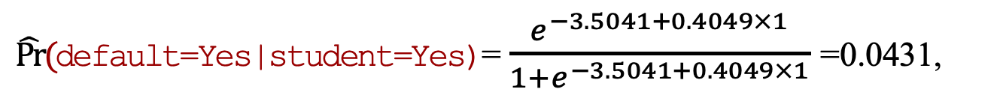 P̂r(default=Yes|student=Yes)= e^−3.5041+0.4049×1 / 1+e^−3.5041+0.4049×1 =0.0431,